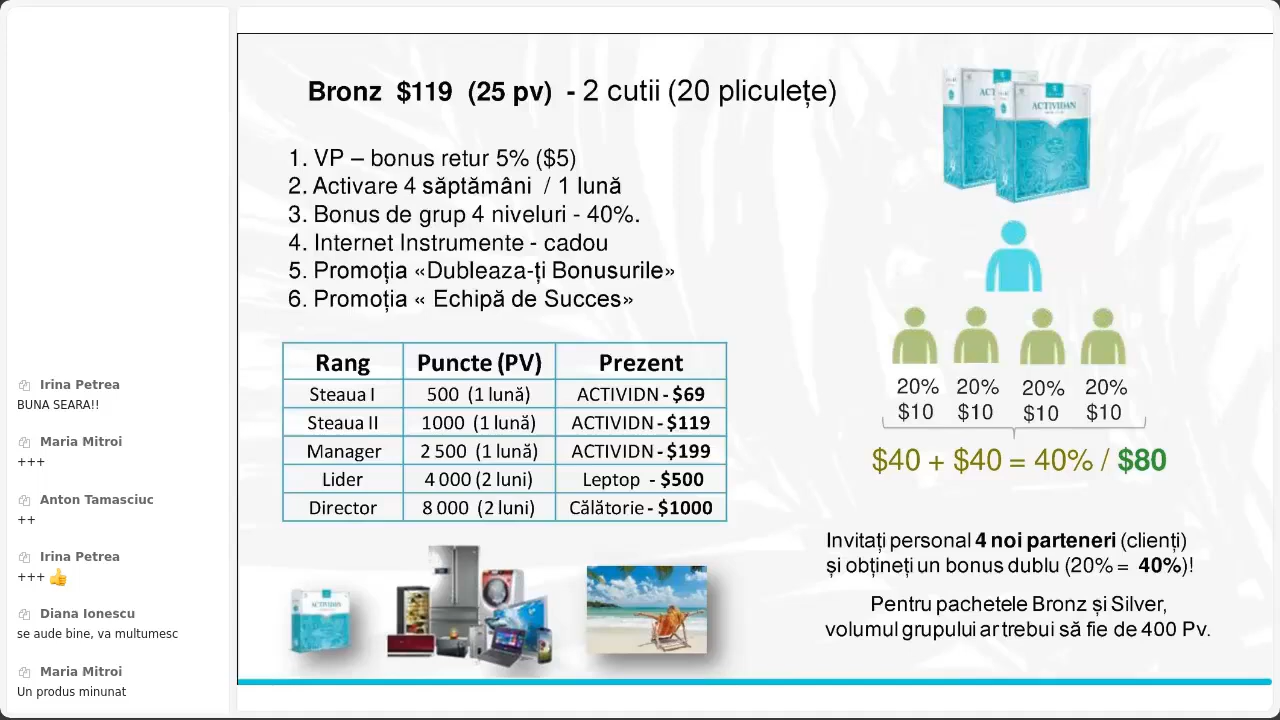 Irina Petrea
BUNA SEARA!!
Maria Mitroi
+++
Anton Tamasciuc
++
Irina Petrea
+++ 👍
Diana Ionescu
se aude bine, va multumesc
Maria Mitroi
Un produs minunat
Bronz $119 (25 pv) - 2 cutii (20 pliculețe)
1. VP – bonus retur 5% ($5)
2. Activare 4 săptămâni / 1 lună
3. Bonus de grup 4 niveluri - 40%.
4. Internet Instrumente - cadou
5. Promoția «Dubleaza-ți Bonusurile»
6. Promoția « Echipă de Succes»
Rang Puncte (PV) Prezent
Steaua I 500 (1 lună) ACTIVIDN - $69
Steaua II 1000 (1 lună) ACTIVIDN - $119
Manager 2 500 (1 lună) ACTIVIDN - $199
Lider 4 000 (2 luni) Leptop - $500
Director 8 000 (2 luni) Călătorie - $1000
ACTIVIDAN
ACTIVIDAN
20% 20% 20% 20%
$10 $10 $10 $10
$40 + $40 = 40% / $80
Invitați personal 4 noi parteneri (clienți)
și obțineți un bonus dublu (20% = 40%)!
Pentru pachetele Bronz și Silver,
volumul grupului ar trebui să fie de 400 Pv.